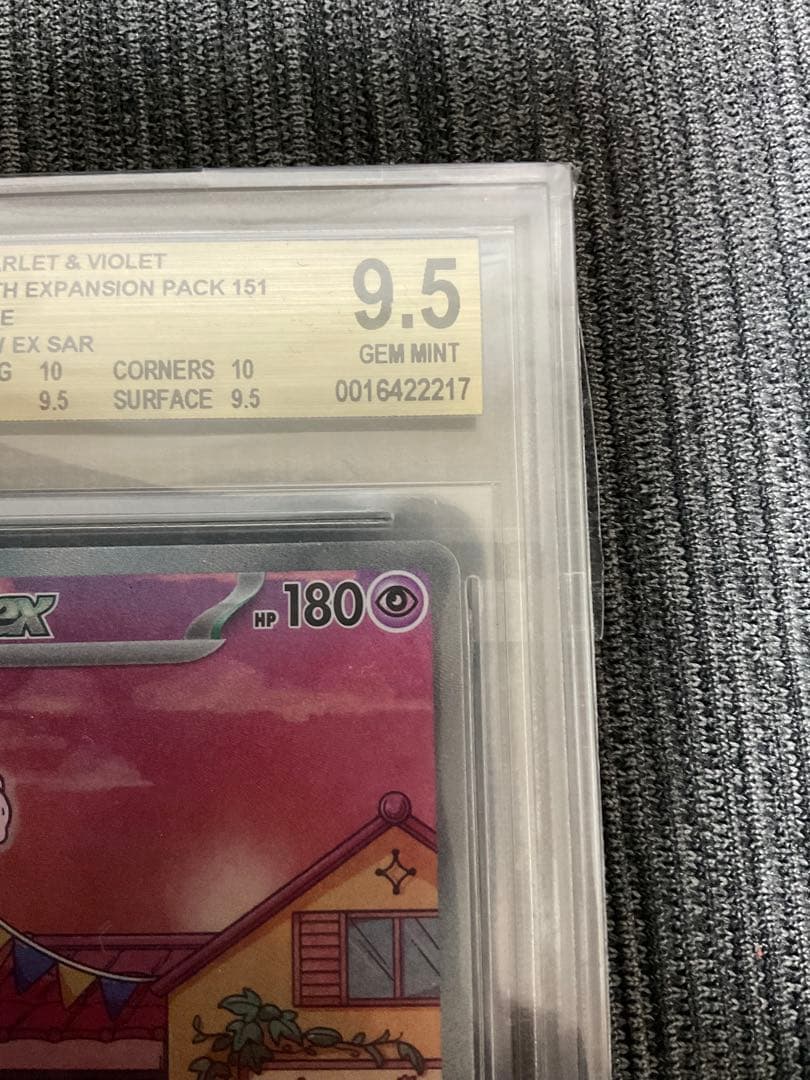 ARLET & VIOLET
TH EXPANSION PACK 151
E
EX SAR
G 10 CORNERS 10
9.5 SURFACE 9.5
9.5
GEM MINT
0016422217
ex
HP 180